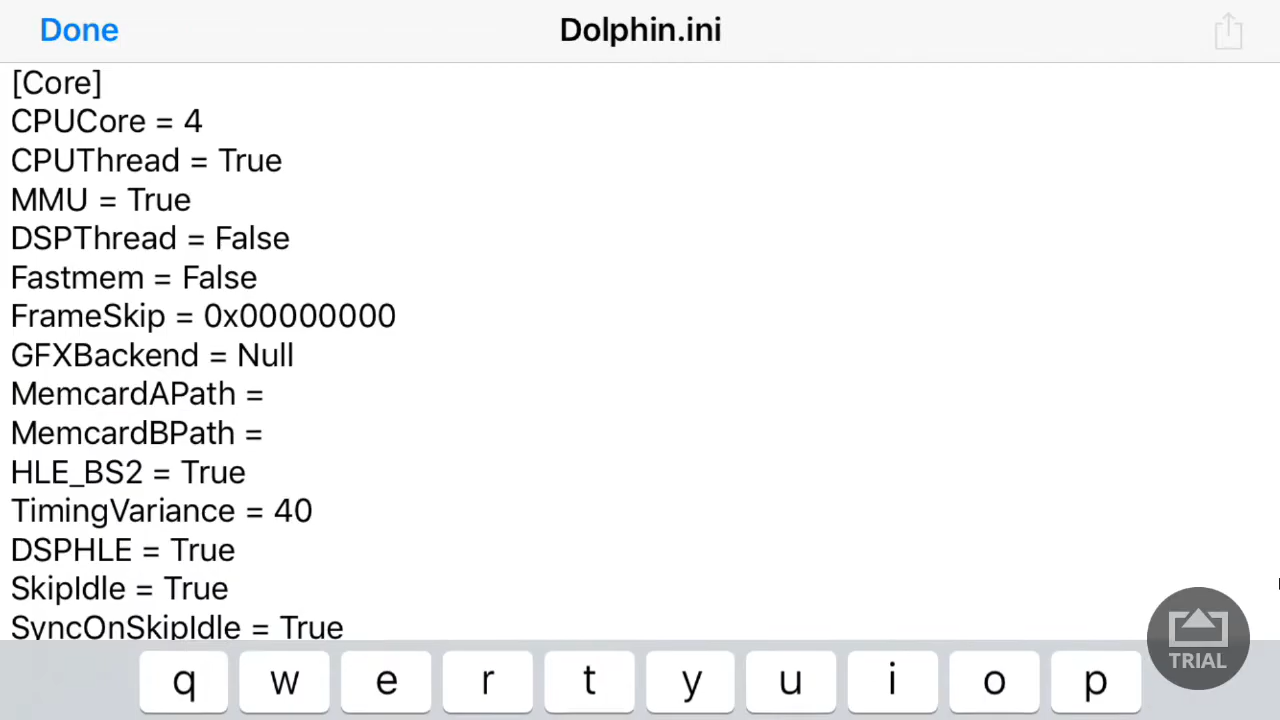 Done
Dolphin.ini
[Core]
CPUCore = 4
CPUThread = True
MMU = True
DSPThread = False
Fastmem = False
FrameSkip = 0x00000000
GFXBackend = Null
MemcardAPath =
MemcardBPath =
HLE_BS2 = True
TimingVariance = 40
DSPHLE = True
SkipIdle = True
SyncOnSkipIdle = True
TRIAL
q w e r t y u i o p